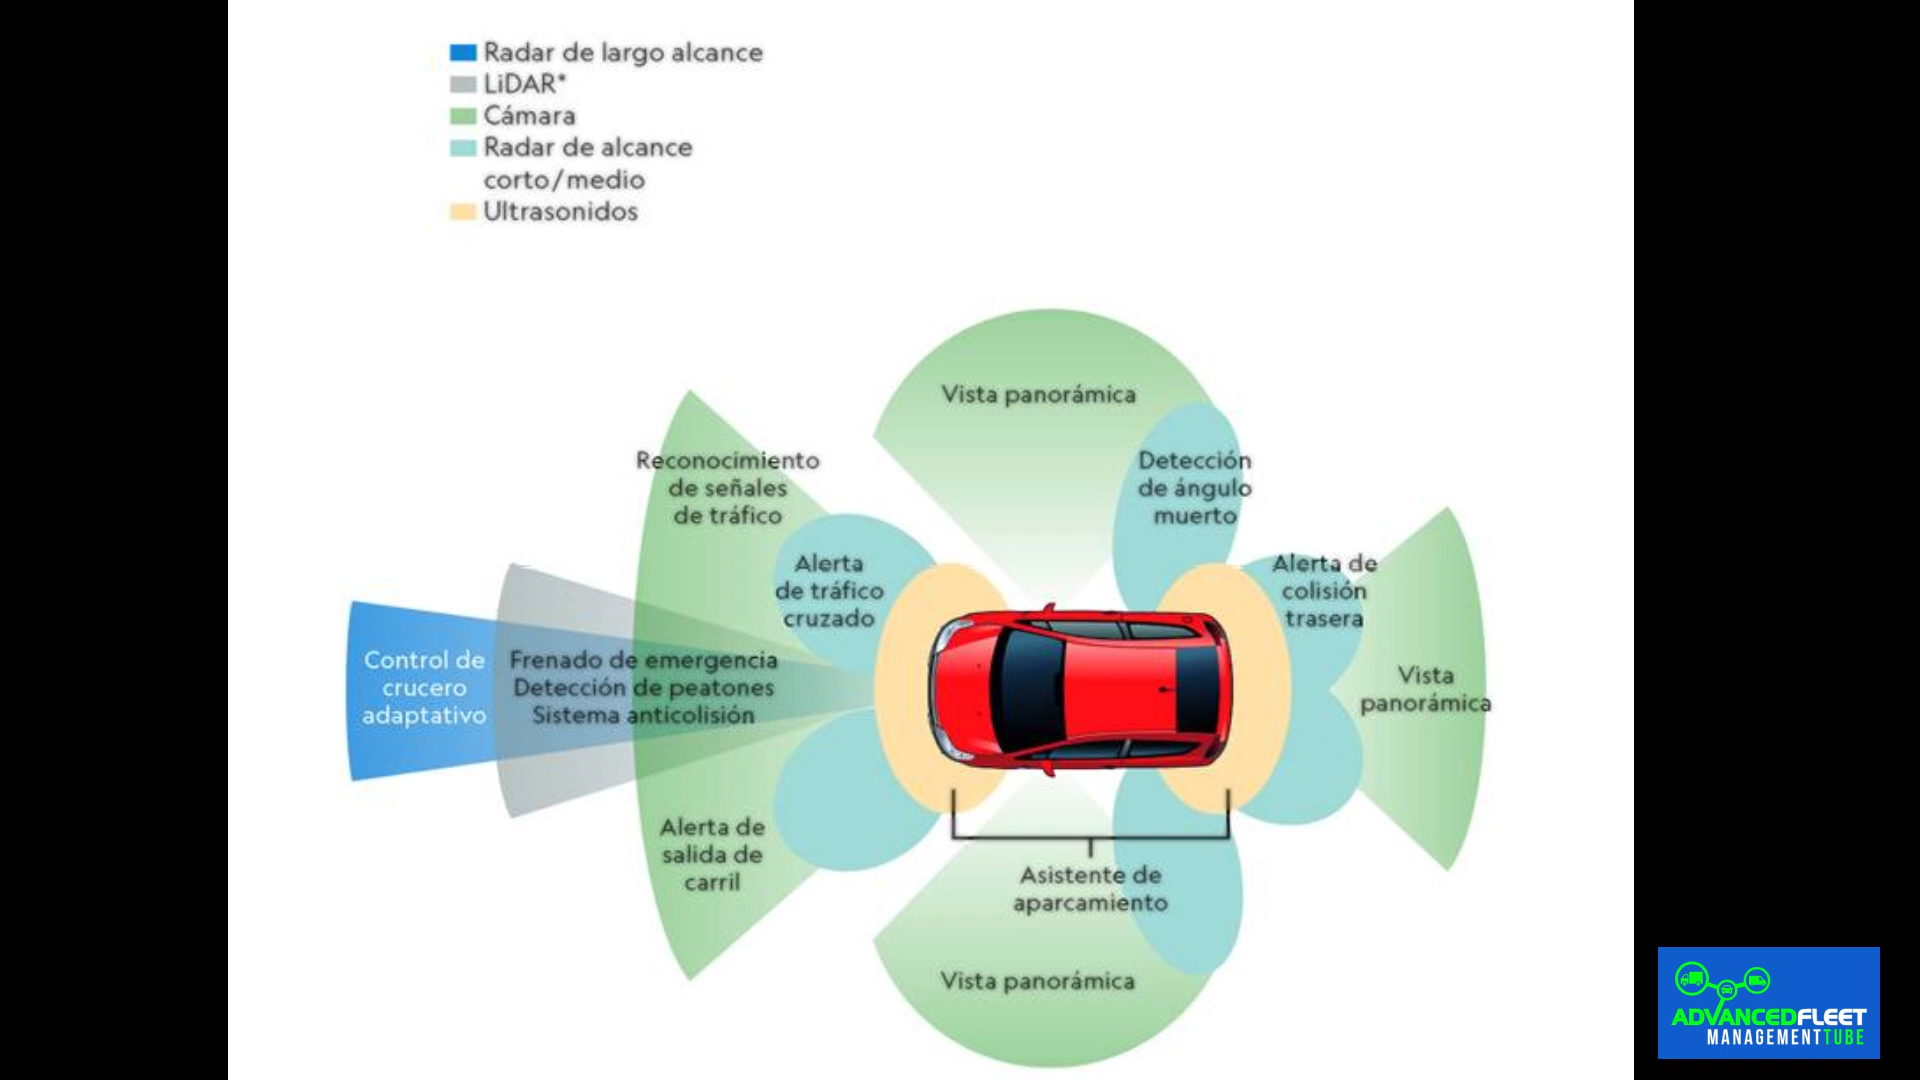 Radar de largo alcance
LiDAR*
Cámara
Radar de alcance
corto/medio
Ultrasonidos
Vista panorámica
Reconocimiento
de señales
de tráfico
Detección
de ángulo
muerto
Alerta
de tráfico
cruzado
Alerta de
colisión
trasera
Control de
crucero
adaptativo
Frenado de emergencia
Detección de peatones
Sistema anticolisión
Vista
panorámica
Alerta de
salida de
carril
Asistente de
aparcamiento
Vista panorámica
ADVANCEDFLEET
MANAGEMENTTUBE